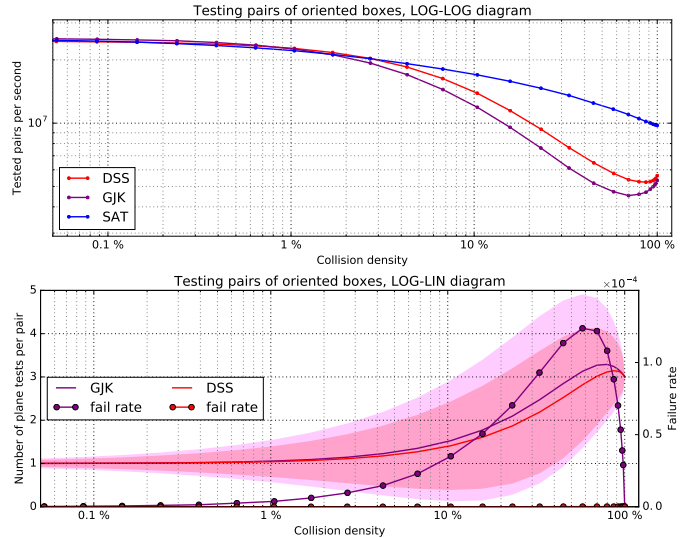 Testing pairs of oriented boxes, LOG-LOG diagram
Tested pairs per second
10⁷
DSS
GJK
SAT
0.1 %
1 %
10 %
100 %
Collision density
Testing pairs of oriented boxes, LOG-LIN diagram
×10⁻⁴
Number of plane tests per pair
5
4
3
2
1
0
GJK
fail rate
DSS
fail rate
1.0
0.5
0.0
Failure rate
0.1 %
1 %
10 %
100 %
Collision density